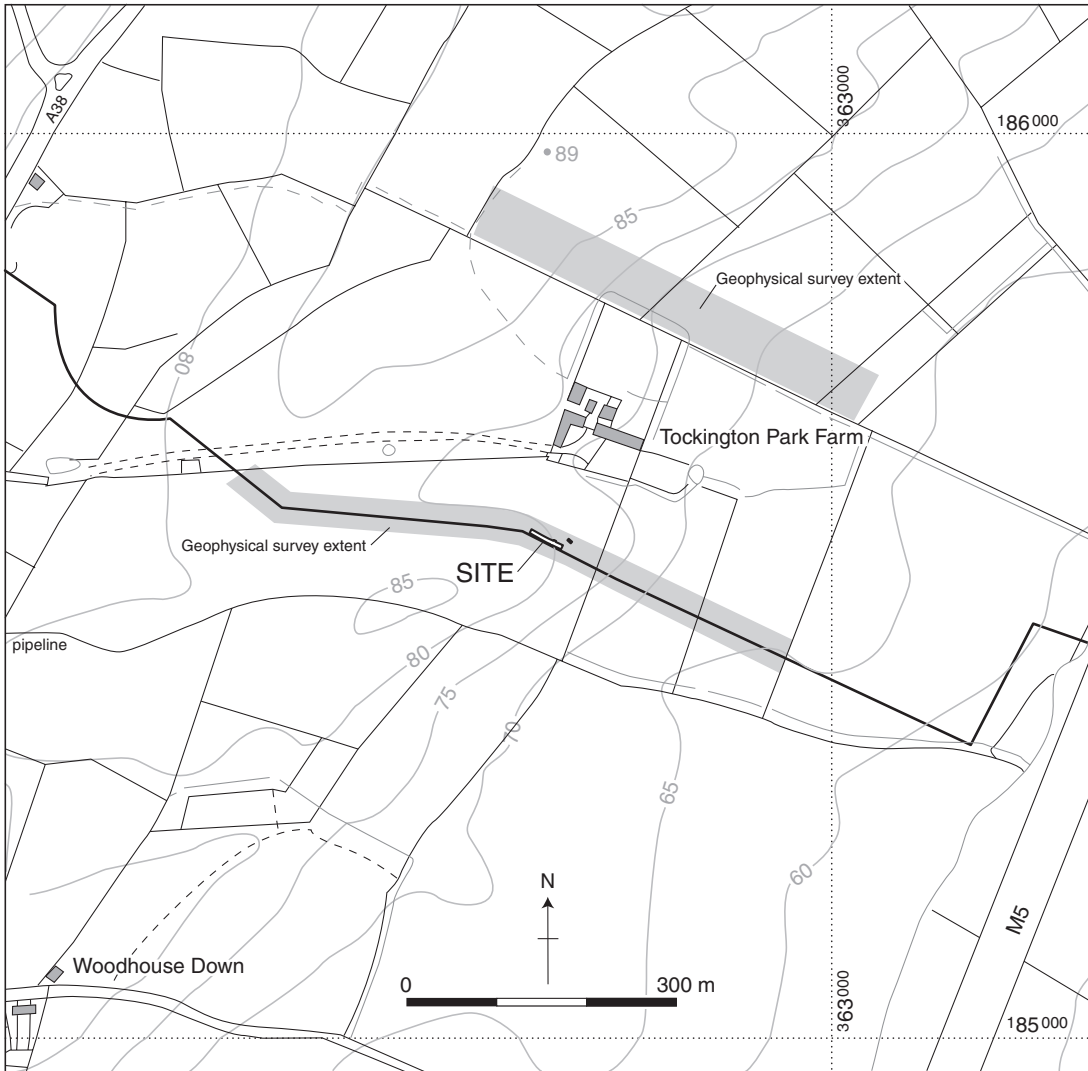 A38
³63000
¹86000
89
85
Geophysical survey extent
80
Tockington Park Farm
Geophysical survey extent
SITE
85
pipeline
80
75
70
65
60
N
M5
Woodhouse Down
0 300 m
³63000
¹85000